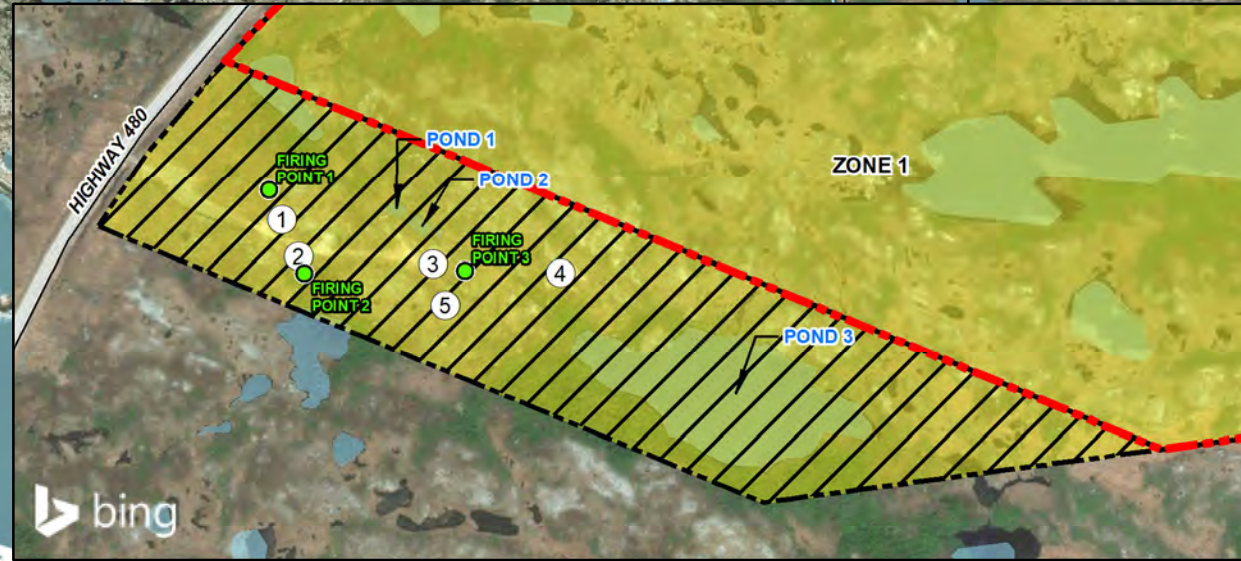 HIGHWAY 480
POND 1
FIRING
POINT 1
POND 2
ZONE 1
1
2
FIRING
POINT 2
3
FIRING
POINT 3
4
5
POND 3
bing